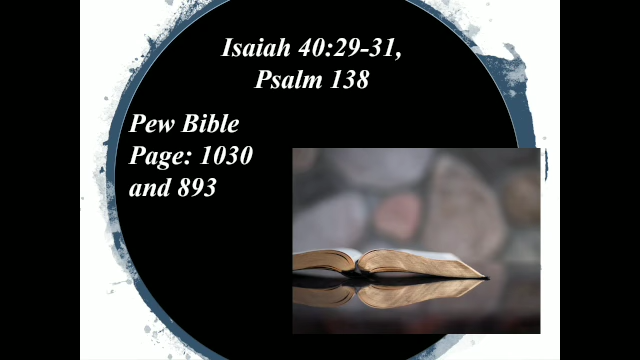 Isaiah 40:29-31,
Psalm 138
Pew Bible
Page: 1030
and 893